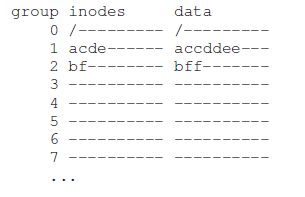 group inodes     data
    0 /--------- /---------
    1 acde------ accddee---
    2 bf-------- bff-------
    3 ---------- ----------
    4 ---------- ----------
    5 ---------- ----------
    6 ---------- ----------
    7 ---------- ----------
    ...